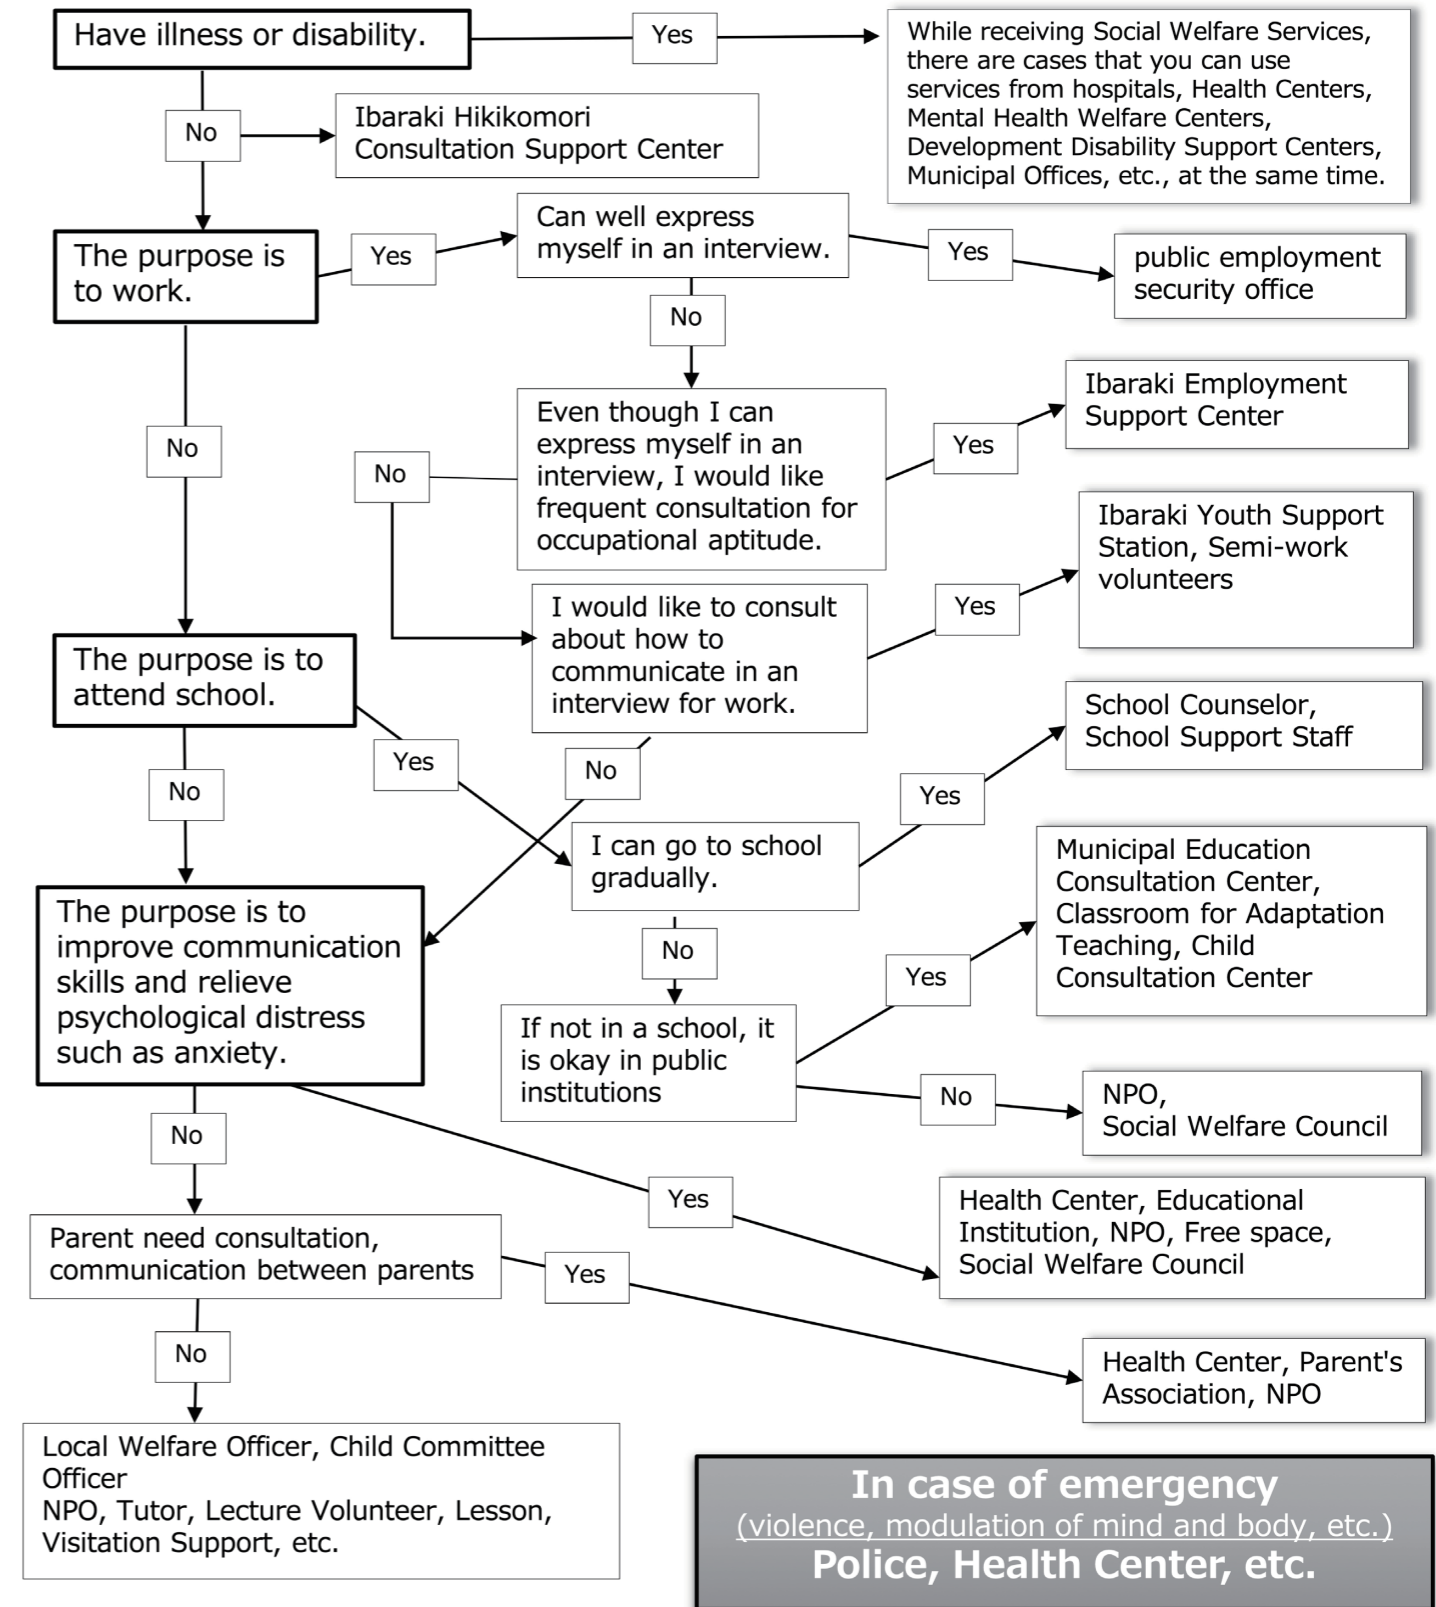 Have illness or disability.
Yes
While receiving Social Welfare Services,
there are cases that you can use
services from hospitals, Health Centers,
Mental Health Welfare Centers,
Development Disability Support Centers,
Municipal Offices, etc., at the same time.
No
Ibaraki Hikikomori
Consultation Support Center
The purpose is
to work.
Yes
Can well express
myself in an interview.
Yes
public employment
security office
No
Even though I can
express myself in an
interview, I would like
frequent consultation for
occupational aptitude.
Yes
Ibaraki Employment
Support Center
No
No
I would like to consult
about how to
communicate in an
interview for work.
Yes
Ibaraki Youth Support
Station, Semi-work
volunteers
The purpose is to
attend school.
Yes
No
No
I can go to school
gradually.
Yes
School Counselor,
School Support Staff
No
If not in a school, it
is okay in public
institutions
Yes
Municipal Education
Consultation Center,
Classroom for Adaptation
Teaching, Child
Consultation Center
No
NPO,
Social Welfare Council
The purpose is to
improve communication
skills and relieve
psychological distress
such as anxiety.
No
Yes
Health Center, Educational
Institution, NPO, Free space,
Social Welfare Council
Parent need consultation,
communication between parents
Yes
Health Center, Parent's
Association, NPO
No
Local Welfare Officer, Child Committee
Officer
NPO, Tutor, Lecture Volunteer, Lesson,
Visitation Support, etc.
In case of emergency
(violence, modulation of mind and body, etc.)
Police, Health Center, etc.